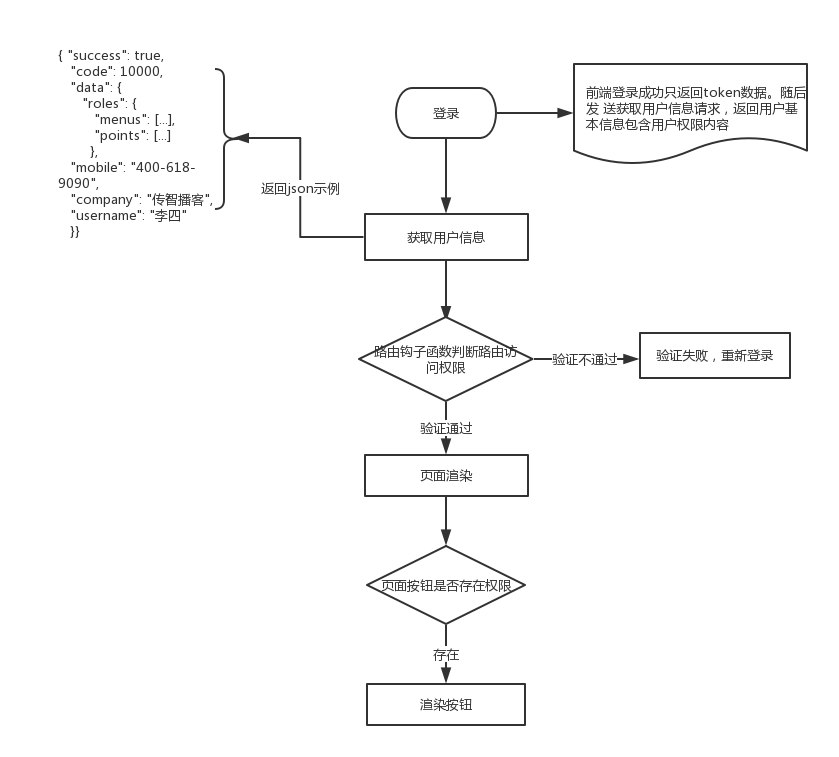 { "success": true,
"code": 10000,
"data": {
"roles": {
"menus": [...],
"points": [...]
},
"mobile": "400-618-
9090",
"company": "传智播客",
"username": "李四"
}}
登录
前端登录成功只返回token数据。随后
发 送获取用户信息请求，返回用户基
本信息包含用户权限内容
返回json示例
获取用户信息
路由钩子函数判断路由访
问权限
验证不通过
验证失败，重新登录
验证通过
页面渲染
页面按钮是否存在权限
存在
渲染按钮